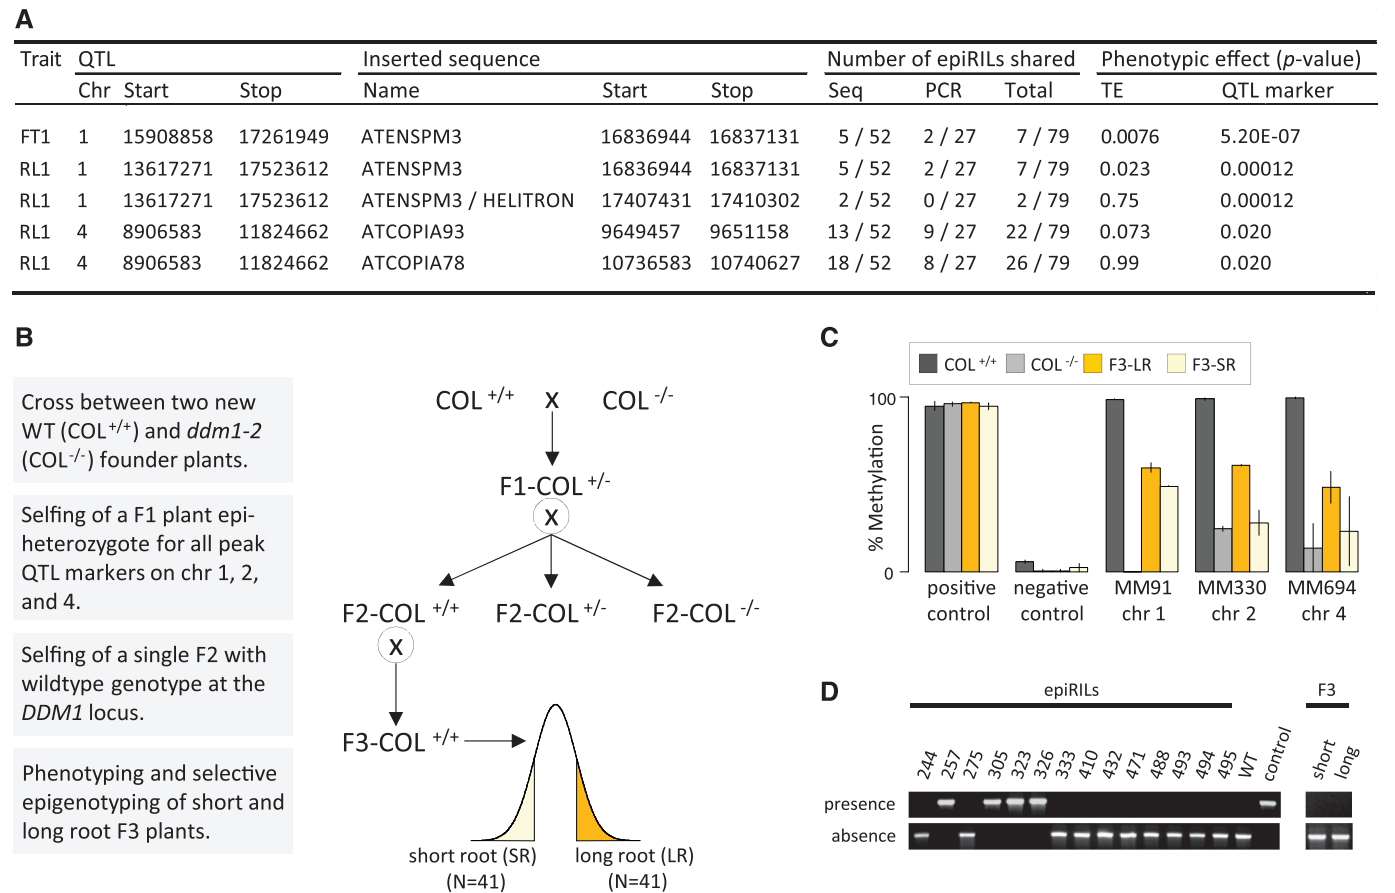 A
Trait QTL Inserted sequence Number of epiRILs shared Phenotypic effect (p-value)
Chr Start Stop Name Start Stop Seq PCR Total TE QTL marker
FT1 1 15908858 17261949 ATENSPM3 16836944 16837131 5 / 52 2 / 27 7 / 79 0.0076 5.20E-07
RL1 1 13617271 17523612 ATENSPM3 16836944 16837131 5 / 52 2 / 27 7 / 79 0.023 0.00012
RL1 1 13617271 17523612 ATENSPM3 / HELITRON 17407431 17410302 2 / 52 0 / 27 2 / 79 0.75 0.00012
RL1 4 8906583 11824662 ATCOPIA93 9649457 9651158 13 / 52 9 / 27 22 / 79 0.073 0.020
RL1 4 8906583 11824662 ATCOPIA78 10736583 10740627 18 / 52 8 / 27 26 / 79 0.99 0.020
B
Cross between two new
WT (COL+/+) and ddm1-2
(COL-/-) founder plants.
Selfing of a F1 plant epi-
heterozygote for all peak
QTL markers on chr 1, 2,
and 4.
Selfing of a single F2 with
wildtype genotype at the
DDM1 locus.
Phenotyping and selective
epigenotyping of short and
long root F3 plants.
COL +/+ X COL -/-
F1-COL +/-
X
F2-COL +/+ F2-COL +/- F2-COL -/-
X
F3-COL +/+
short root (SR) long root (LR)
(N=41) (N=41)
C
COL +/+ COL -/- F3-LR F3-SR
% Methylation
100
0
positive control
negative control
MM91 chr 1
MM330 chr 2
MM694 chr 4
D
epiRILs F3
244 257 275 305 323 326 333 410 432 471 488 493 494 495 WT control short long
presence
absence